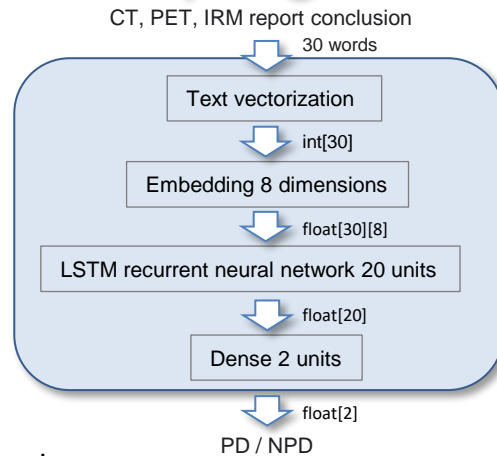 CT, PET, IRM report conclusion
30 words
Text vectorization
int[30]
Embedding 8 dimensions
float[30][8]
LSTM recurrent neural network 20 units
float[20]
Dense 2 units
float[2]
PD / NPD